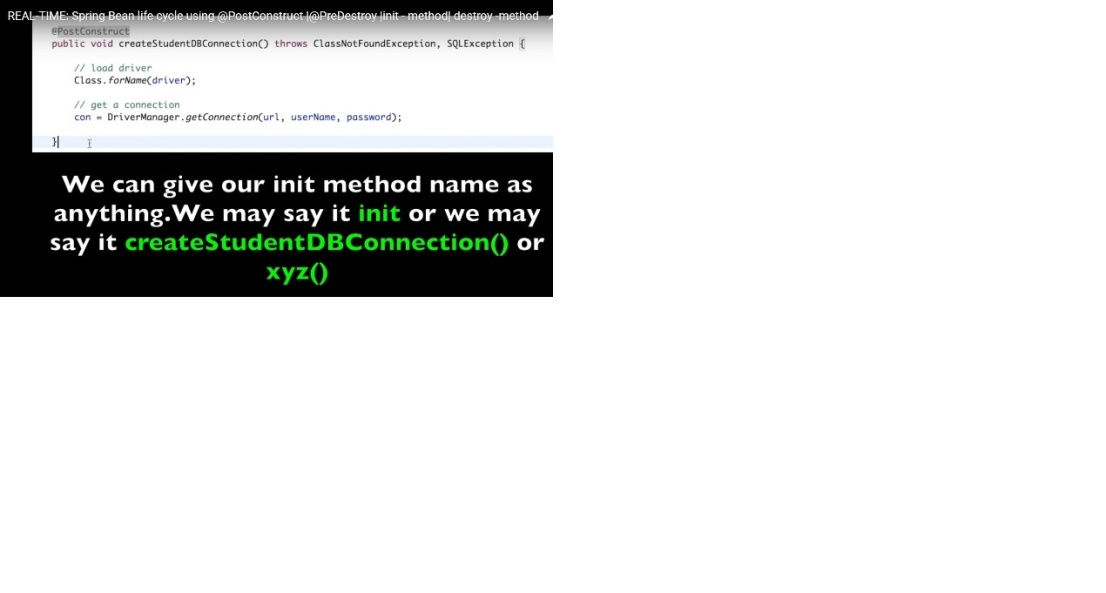 REAL-TIME: Spring Bean life cycle using @PostConstruct |@PreDestroy |init - method| destroy -method
@PostConstruct
public void createStudentDBConnection() throws ClassNotFoundException, SQLException {
// load driver
Class.forName(driver);
// get a connection
con = DriverManager.getConnection(url, userName, password);
}
We can give our init method name as
anything.We may say it init or we may
say it createStudentDBConnection() or
xyz()